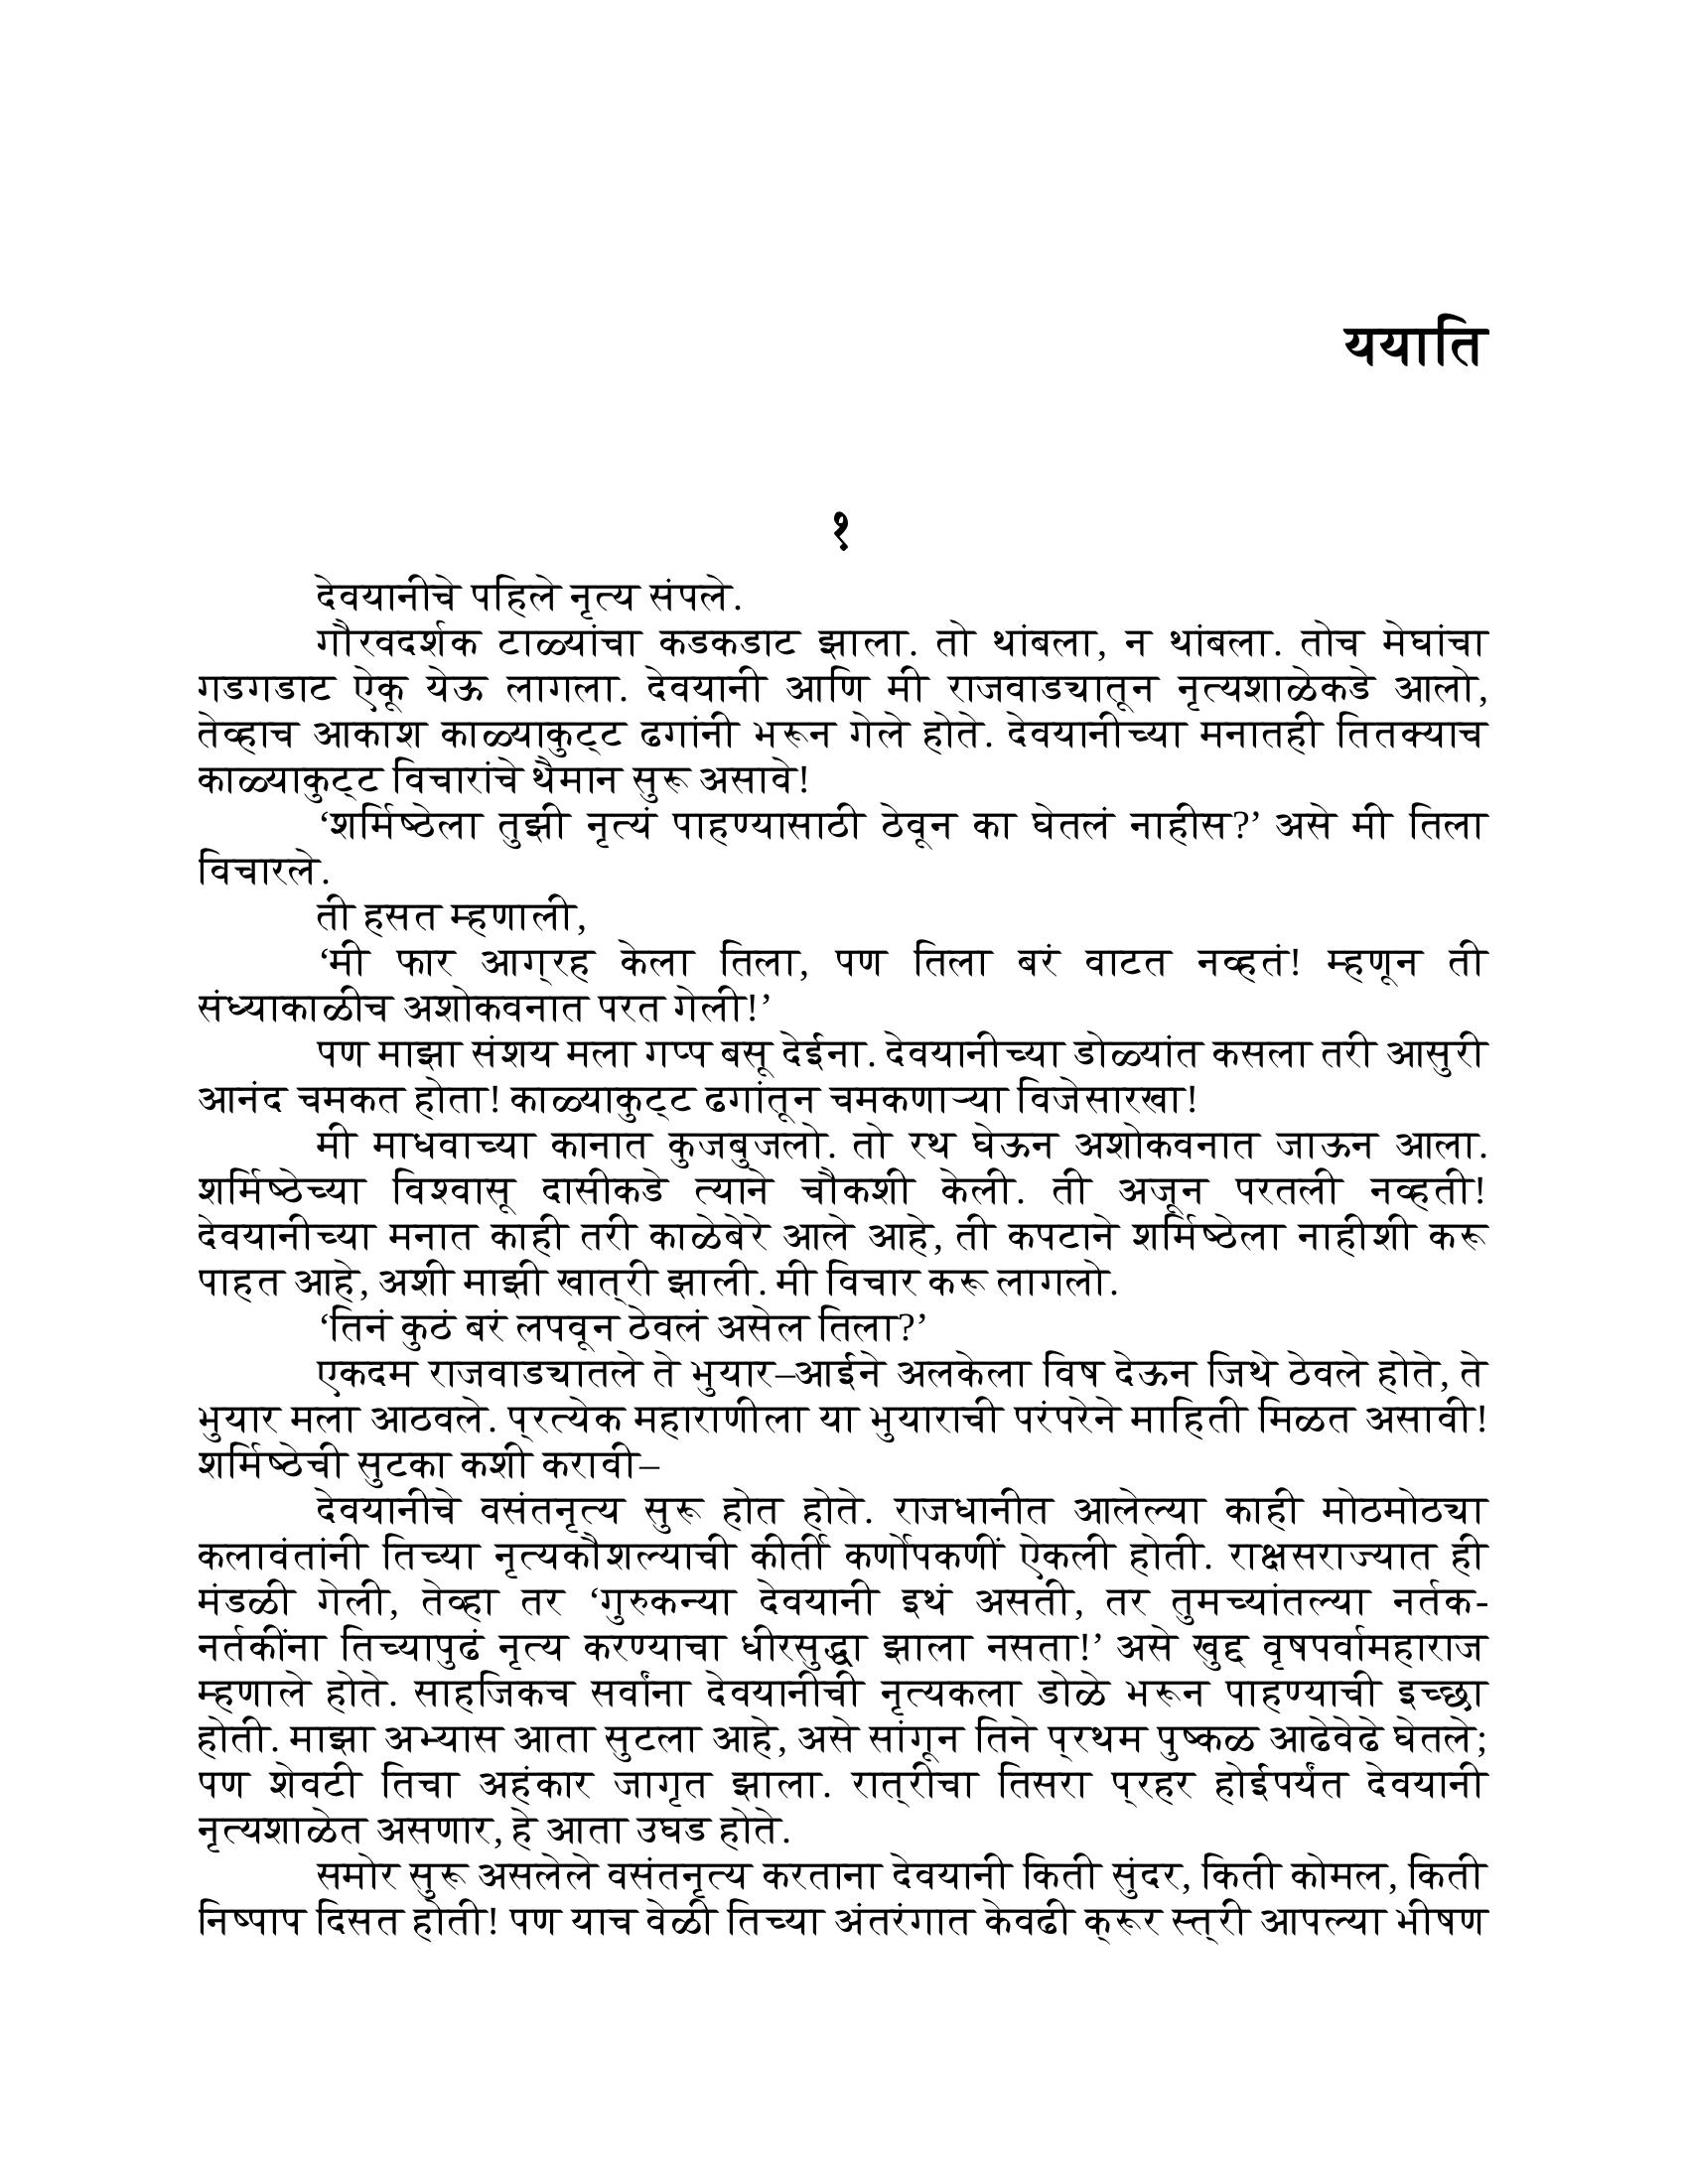 ययाति
१
देवयानीचे पहिले नृत्य संपले.
गौरवदर्शक टाळ्यांचा कडकडाट झाला. तो थांबला, न थांबला. तोच मेघांचा
गडगडाट ऐकू येऊ लागला. देवयानी आणि मी राजवाड्यातून नृत्यशाळेकडे आलो,
तेव्हाच आकाश काळ्याकुट्ट ढगांनी भरून गेले होते. देवयानीच्या मनातही तितक्याच
काळ्याकुट्ट विचारांचे थैमान सुरू असावे!
‘शर्मिष्ठेला तुझी नृत्यं पाहण्यासाठी ठेवून का घेतलं नाहीस?’ असे मी तिला
विचारले.
ती हसत म्हणाली,
‘मी फार आग्‌रह केला तिला, पण तिला बरं वाटत नव्हतं! म्हणून ती
संध्याकाळीच अशोकवनात परत गेली!’
पण माझा संशय मला गप्प बसू देईना. देवयानीच्या डोळ्यांत कसला तरी आसुरी
आनंद चमकत होता! काळ्याकुट्ट ढगांतून चमकणाऱ्या विजेसारखा!
मी माधवाच्या कानात कुजबुजलो. तो रथ घेऊन अशोकवनात जाऊन आला.
शर्मिष्ठेच्या विश्वासू दासीकडे त्याने चौकशी केली. ती अजून परतली नव्हती!
देवयानीच्या मनात काही तरी काळेबेरे आले आहे, ती कपटाने शर्मिष्ठेला नाहीशी करू
पाहत आहे, अशी माझी खात्‌री झाली. मी विचार करू लागलो.
‘तिनं कुठं बरं लपवून ठेवलं असेल तिला?’
एकदम राजवाड्यातले ते भुयार–आईने अलकेला विष देऊन जिथे ठेवले होते, ते
भुयार मला आठवले. प्‌रत्येक महाराणीला या भुयाराची परंपरेने माहिती मिळत असावी!
शर्मिष्ठेची सुटका कशी करावी–
देवयानीचे वसंतनृत्य सुरू होत होते. राजधानीत आलेल्या काही मोठमोठ्या
कलावंतांनी तिच्या नृत्यकौशल्याची कीर्ती कर्णोपकर्णी ऐकली होती. राक्षसराज्यात ही
मंडळी गेली, तेव्हा तर ‘गुरुकन्या देवयानी इथं असती, तर तुमच्यांतल्या नर्तक-
नर्तकींना तिच्यापुढं नृत्य करण्याचा धीरसुद्धा झाला नसता!’ असे खुद्द वृषपर्वामहाराज
म्हणाले होते. साहजिकच सर्वांना देवयानीची नृत्यकला डोळे भरून पाहण्याची इच्छा
होती. माझा अभ्यास आता सुटला आहे, असे सांगून तिने प्‌रथम पुष्कळ आढेवेढे घेतले;
पण शेवटी तिचा अहंकार जागृत झाला. रात्‌रीचा तिसरा प्‌रहर होईपर्यंत देवयानी
नृत्यशाळेत असणार, हे आता उघड होते.
समोर सुरू असलेले वसंतनृत्य करताना देवयानी किती सुंदर, किती कोमल, किती
निष्पाप दिसत होती! पण याच वेळी तिच्या अंतरंगात केवढी क्‌रूर स्त्‌री आपल्या भीषण